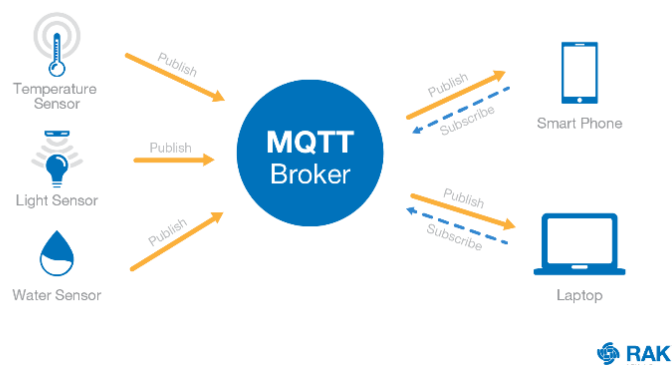 Temperature
Sensor
Publish
Light Sensor
Publish
Water Sensor
Publish
MQTT
Broker
Publish
Subscribe
Smart Phone
Publish
Subscribe
Laptop
RAK